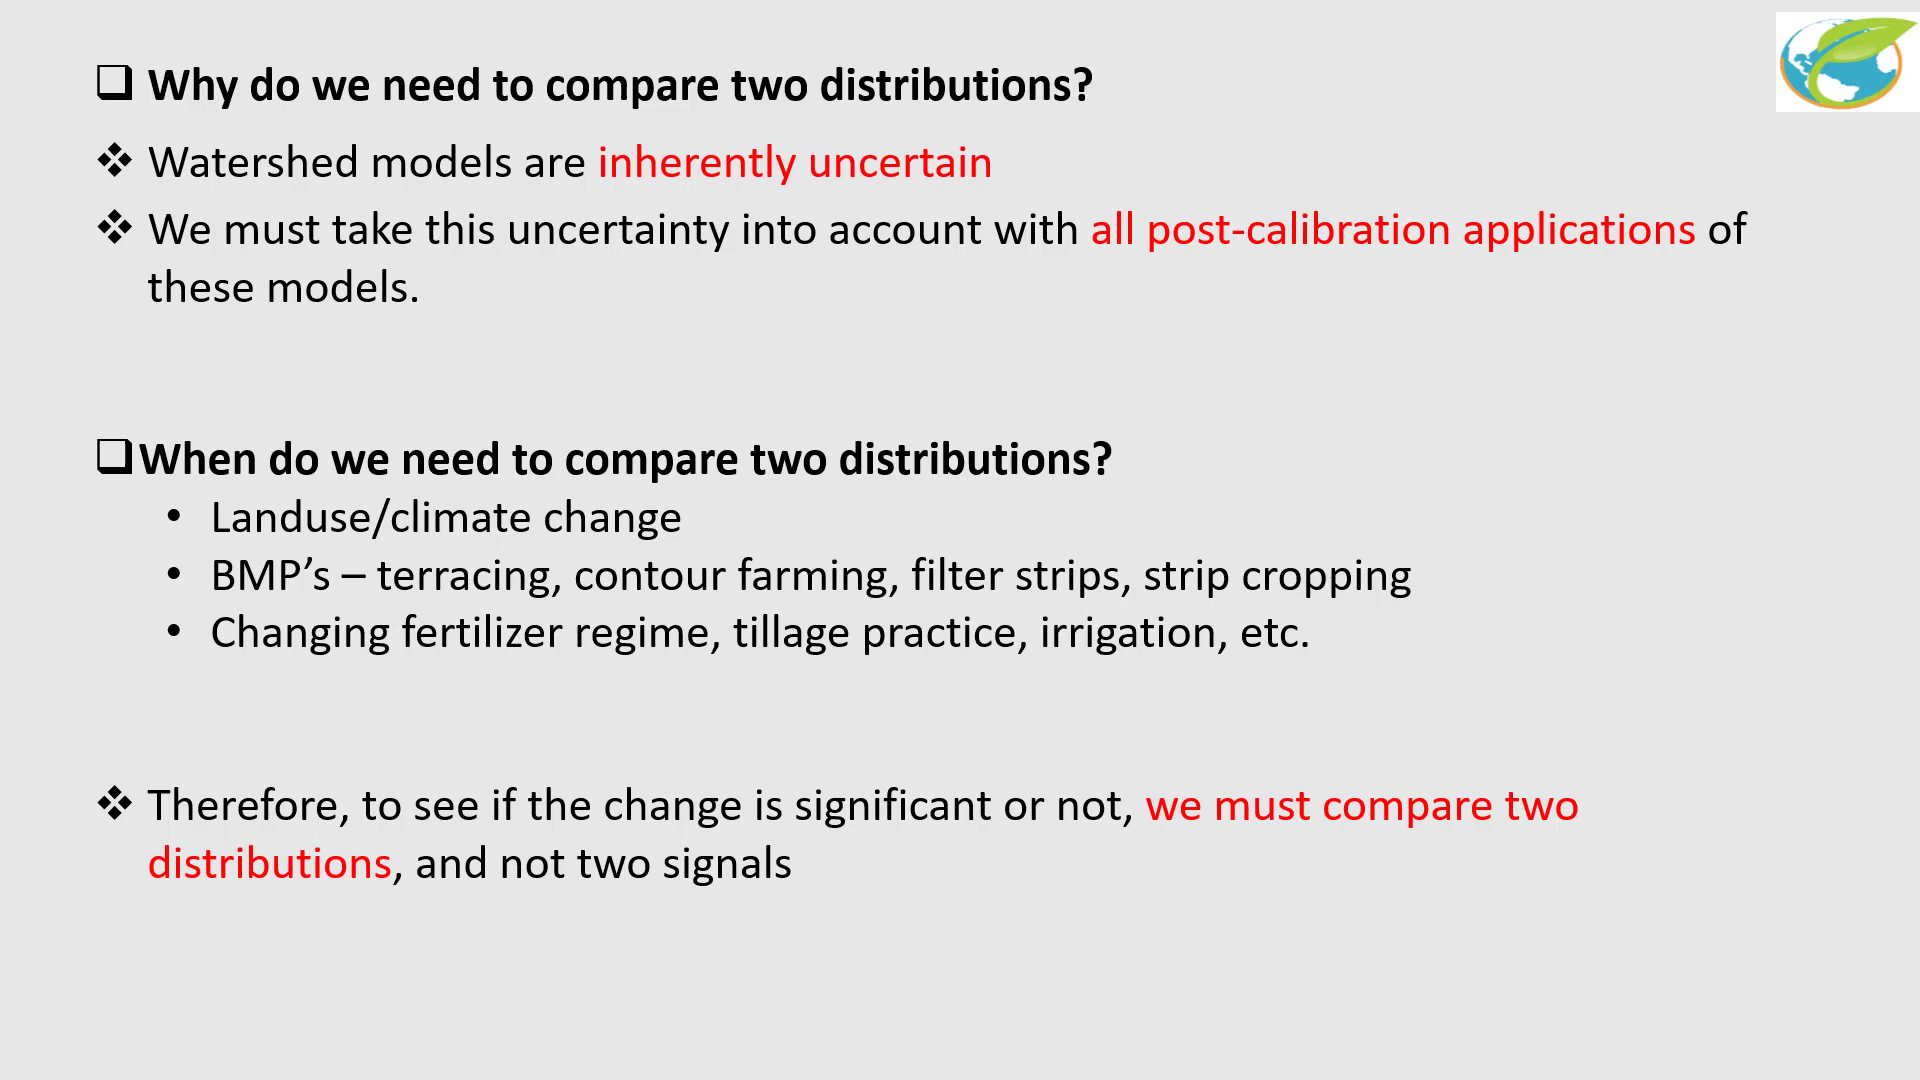 Why do we need to compare two distributions?
Watershed models are inherently uncertain
We must take this uncertainty into account with all post-calibration applications of
these models.
When do we need to compare two distributions?
• Landuse/climate change
• BMP’s – terracing, contour farming, filter strips, strip cropping
• Changing fertilizer regime, tillage practice, irrigation, etc.
Therefore, to see if the change is significant or not, we must compare two
distributions, and not two signals